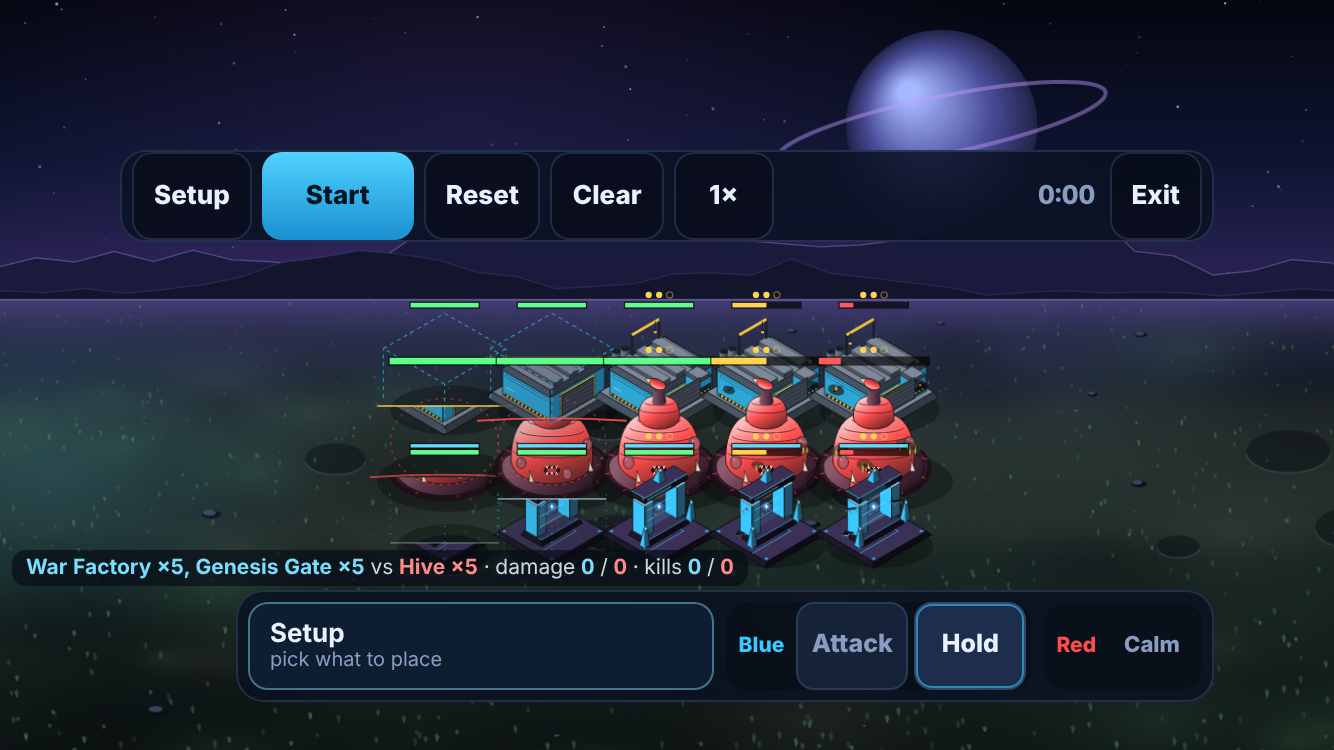 Setup Start Reset Clear 1× 0:00 Exit
War Factory ×5, Genesis Gate ×5 vs Hive ×5 · damage 0 / 0 · kills 0 / 0
Setup
pick what to place
Blue Attack Hold Red Calm